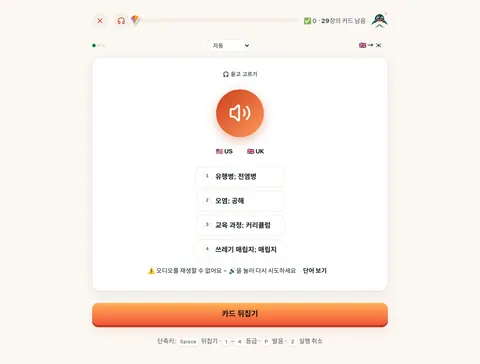 ✅ 0 · 29장의 카드 남음
자동
🇬🇧 → 🇰🇷
🎧 듣고 고르기
🇺🇸 US 🇬🇧 UK
1 유행병; 전염병
2 오염; 공해
3 교육 과정; 커리큘럼
4 쓰레기 매립지; 매립지
⚠️ 오디오를 재생할 수 없어요 – 🔊을 눌러 다시 시도하세요 단어 보기
카드 뒤집기
단축키: Space 뒤집기 · 1 – 4 등급 · P 발음 · Z 실행 취소